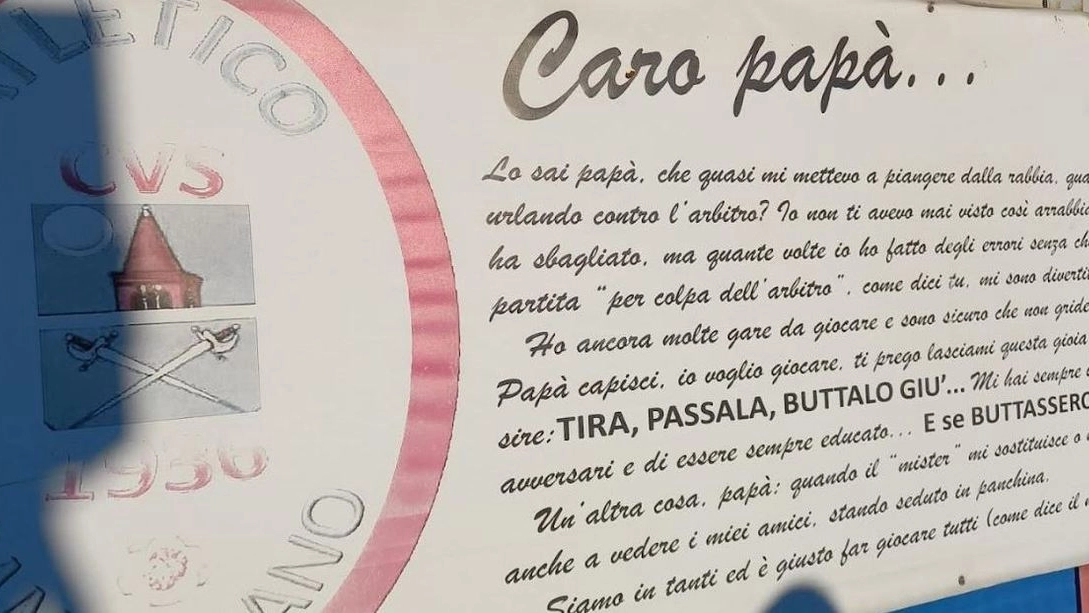 ATLETICO
CVS
1936
Caro papà...
Lo sai papà, che quasi mi mettevo a piangere dalla rabbia,
urlando contro l'arbitro? Io non ti avevo mai visto così
ha sbagliato, ma quante volte io ho fatto degli errori senza
partita "per colpa dell'arbitro", come dici tu, mi sono
Ho ancora molte gare da giocare e sono sicuro che non
Papà capisci, io voglio giocare, ti prego lasciami questa gioia
sire: TIRA, PASSALA, BUTTALO GIU'... Mi hai sempre
avversari e di essere sempre educato... E se BUTTASSERO
Un'altra cosa, papà: quando il "mister" mi sostituisce o
anche a vedere i miei amici, stando seduto in panchina.
Siamo in tanti ed è giusto far giocare tutti (come dice il